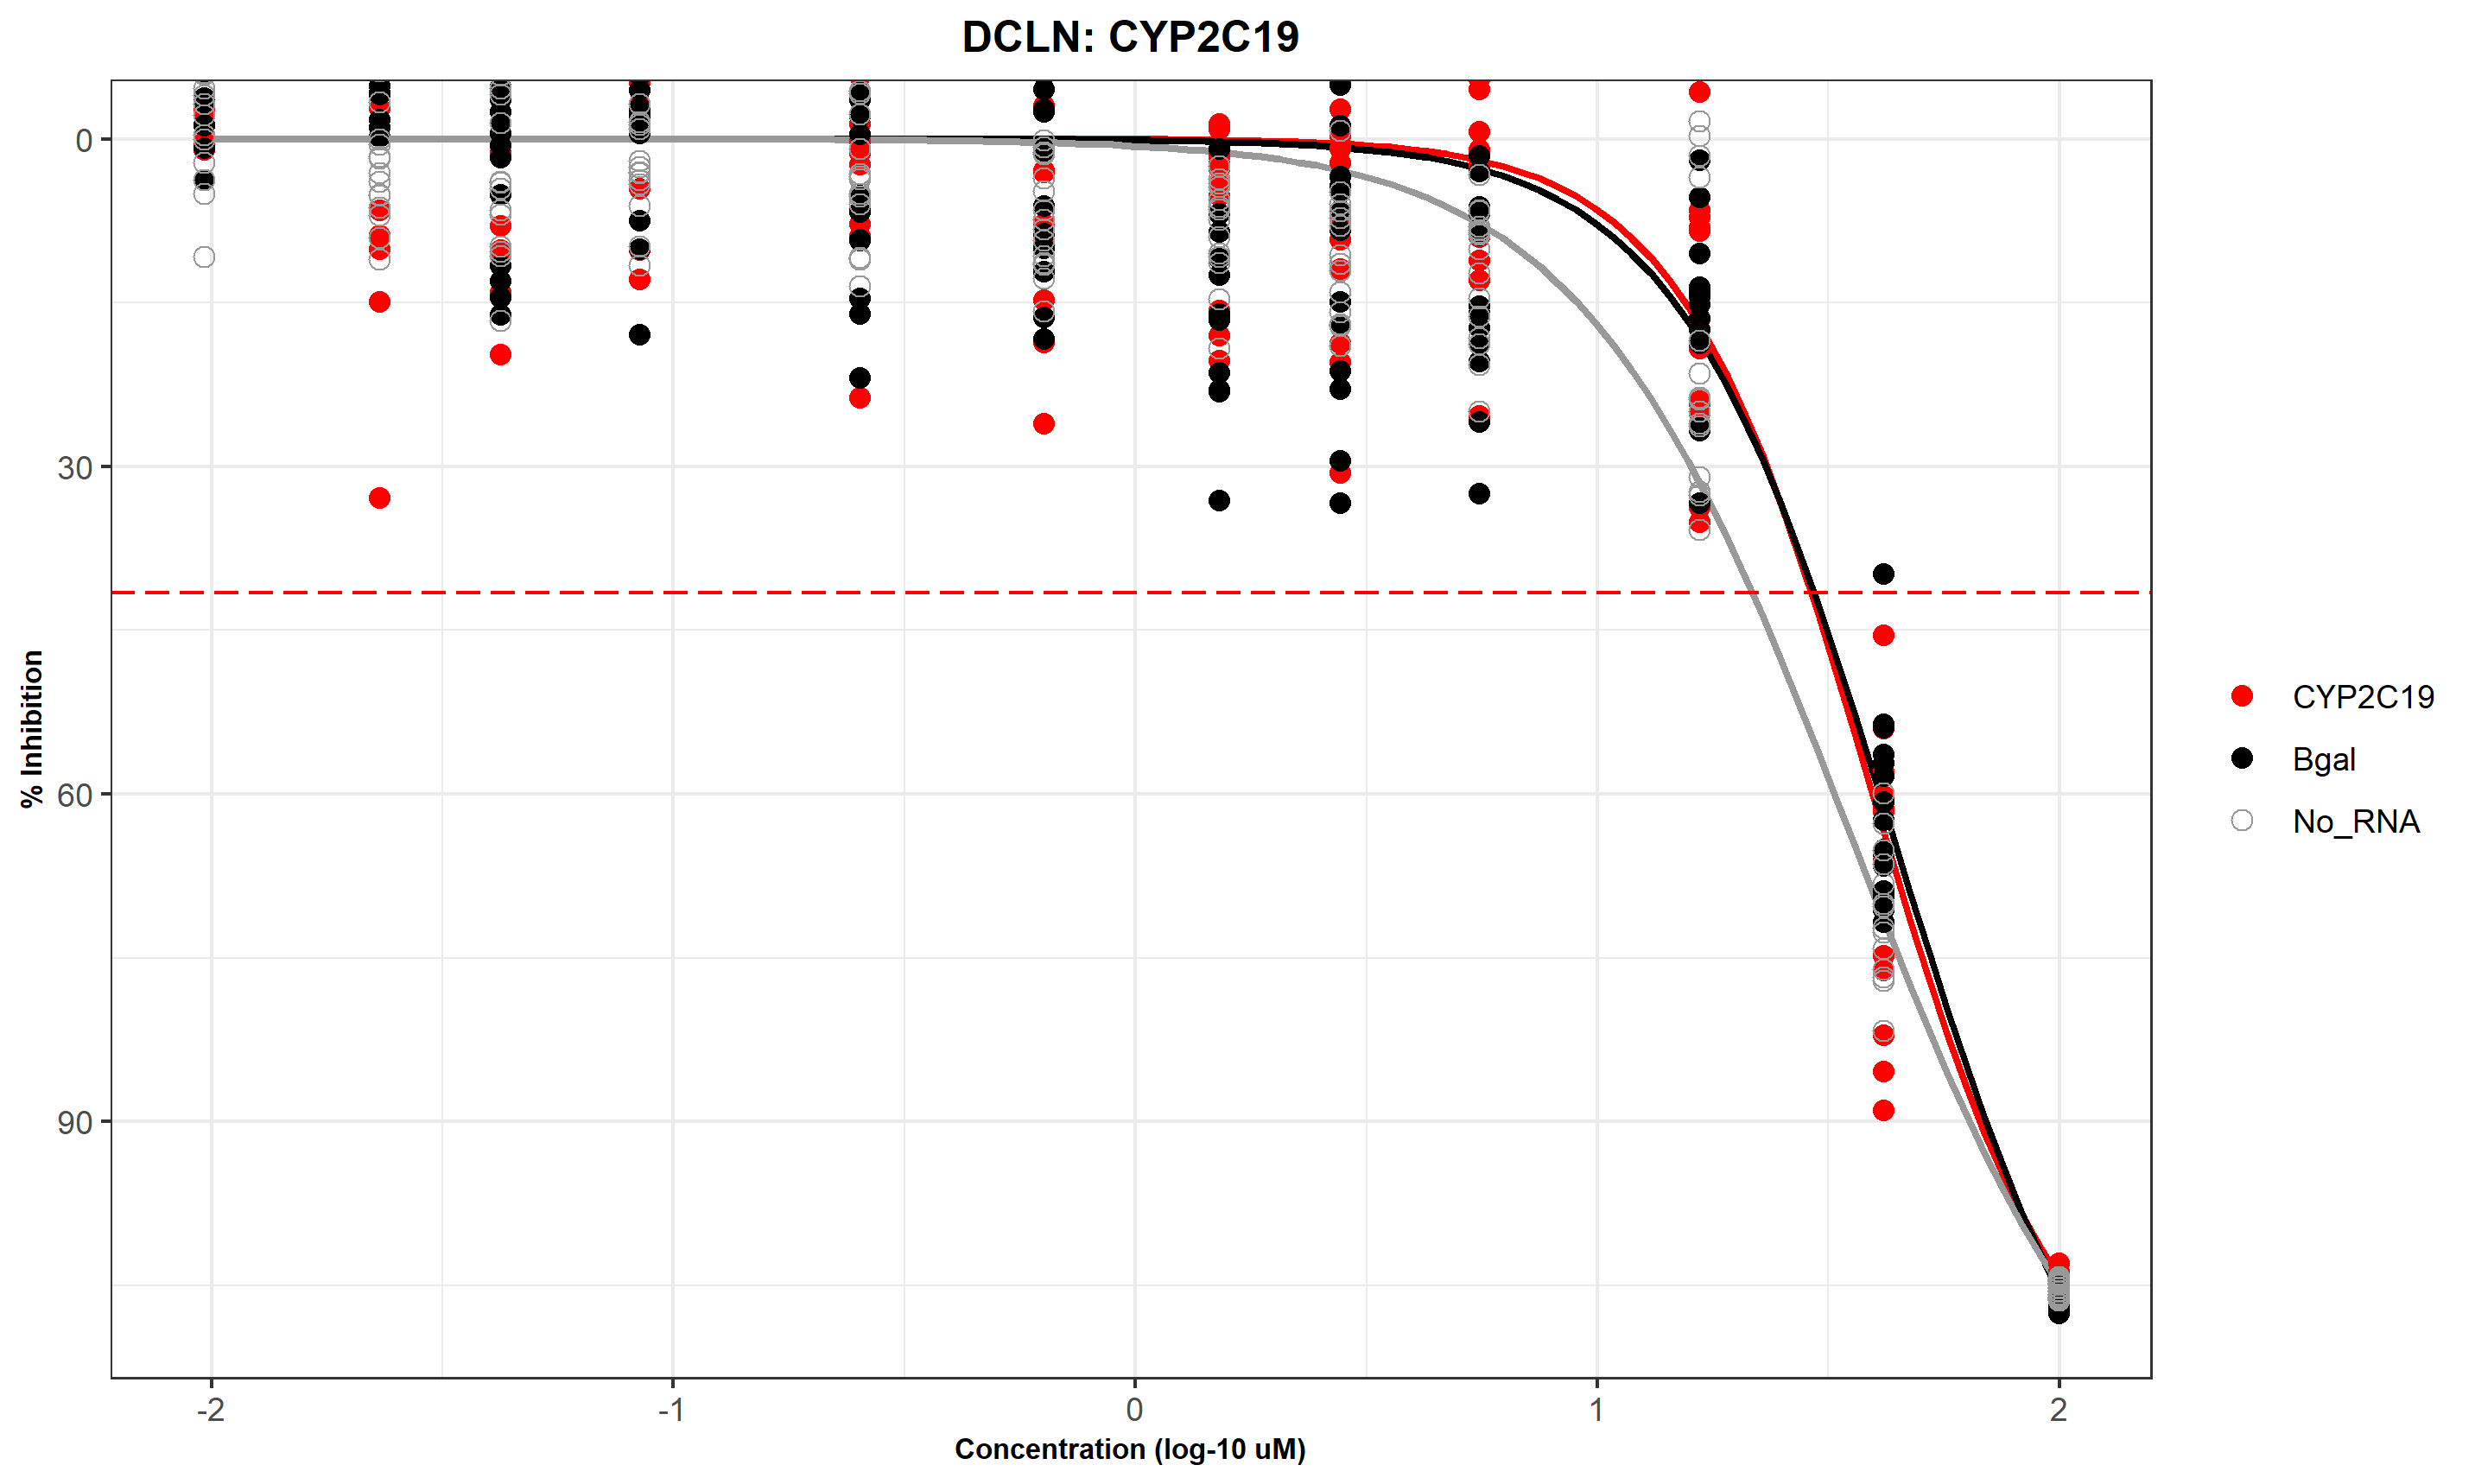 DCLN: CYP2C19
0
30
60
90
% Inhibition
-2
-1
0
1
2
Concentration (log-10 uM)
CYP2C19
Bgal
No_RNA